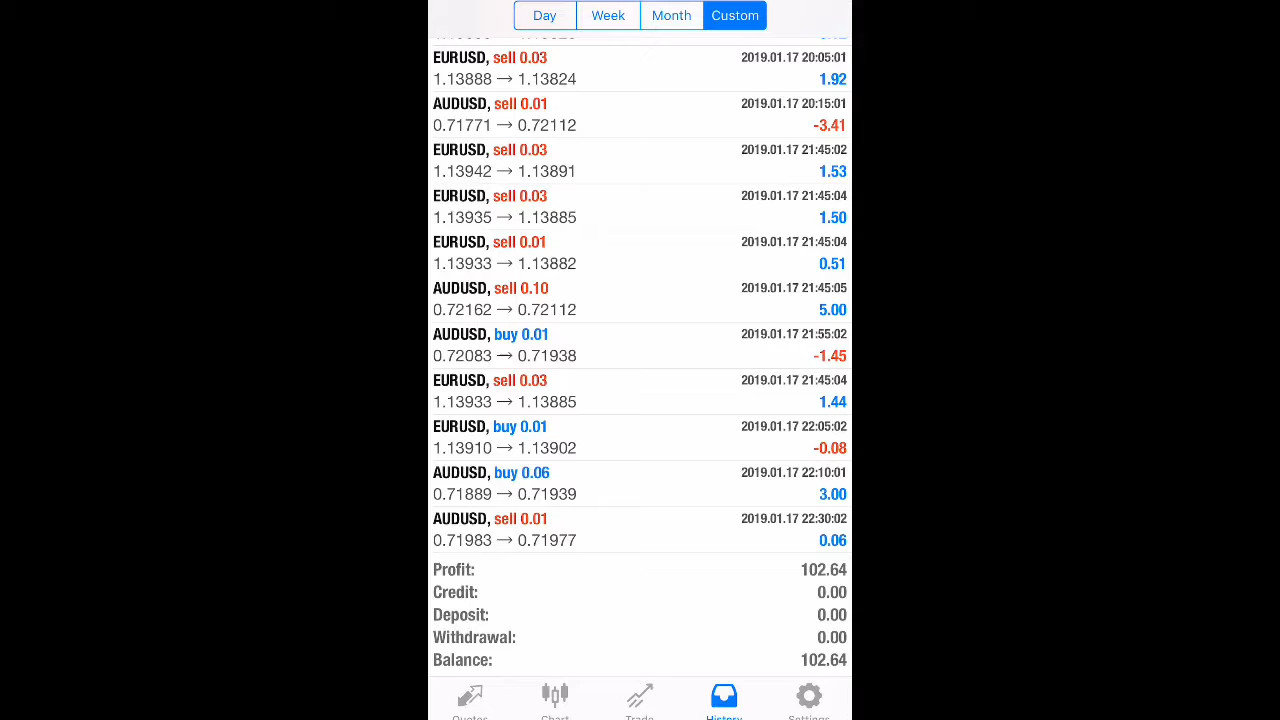 Day Week Month Custom
EURUSD, sell 0.03 2019.01.17 20:05:01
1.13888 → 1.13824 1.92
AUDUSD, sell 0.01 2019.01.17 20:15:01
0.71771 → 0.72112 -3.41
EURUSD, sell 0.03 2019.01.17 21:45:02
1.13942 → 1.13891 1.53
EURUSD, sell 0.03 2019.01.17 21:45:04
1.13935 → 1.13885 1.50
EURUSD, sell 0.01 2019.01.17 21:45:04
1.13933 → 1.13882 0.51
AUDUSD, sell 0.10 2019.01.17 21:45:05
0.72162 → 0.72112 5.00
AUDUSD, buy 0.01 2019.01.17 21:55:02
0.72083 → 0.71938 -1.45
EURUSD, sell 0.03 2019.01.17 21:45:04
1.13933 → 1.13885 1.44
EURUSD, buy 0.01 2019.01.17 22:05:02
1.13910 → 1.13902 -0.08
AUDUSD, buy 0.06 2019.01.17 22:10:01
0.71889 → 0.71939 3.00
AUDUSD, sell 0.01 2019.01.17 22:30:02
0.71983 → 0.71977 0.06
Profit: 102.64
Credit: 0.00
Deposit: 0.00
Withdrawal: 0.00
Balance: 102.64
Quotes Chart Trade History Settings